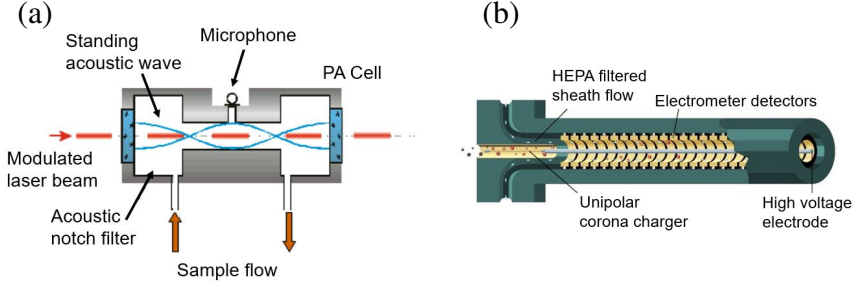 (a)
Standing
acoustic wave
Microphone
PA Cell
Modulated
laser beam
Acoustic
notch filter
Sample flow
(b)
HEPA filtered
sheath flow
Electrometer detectors
Unipolar
corona charger
High voltage
electrode